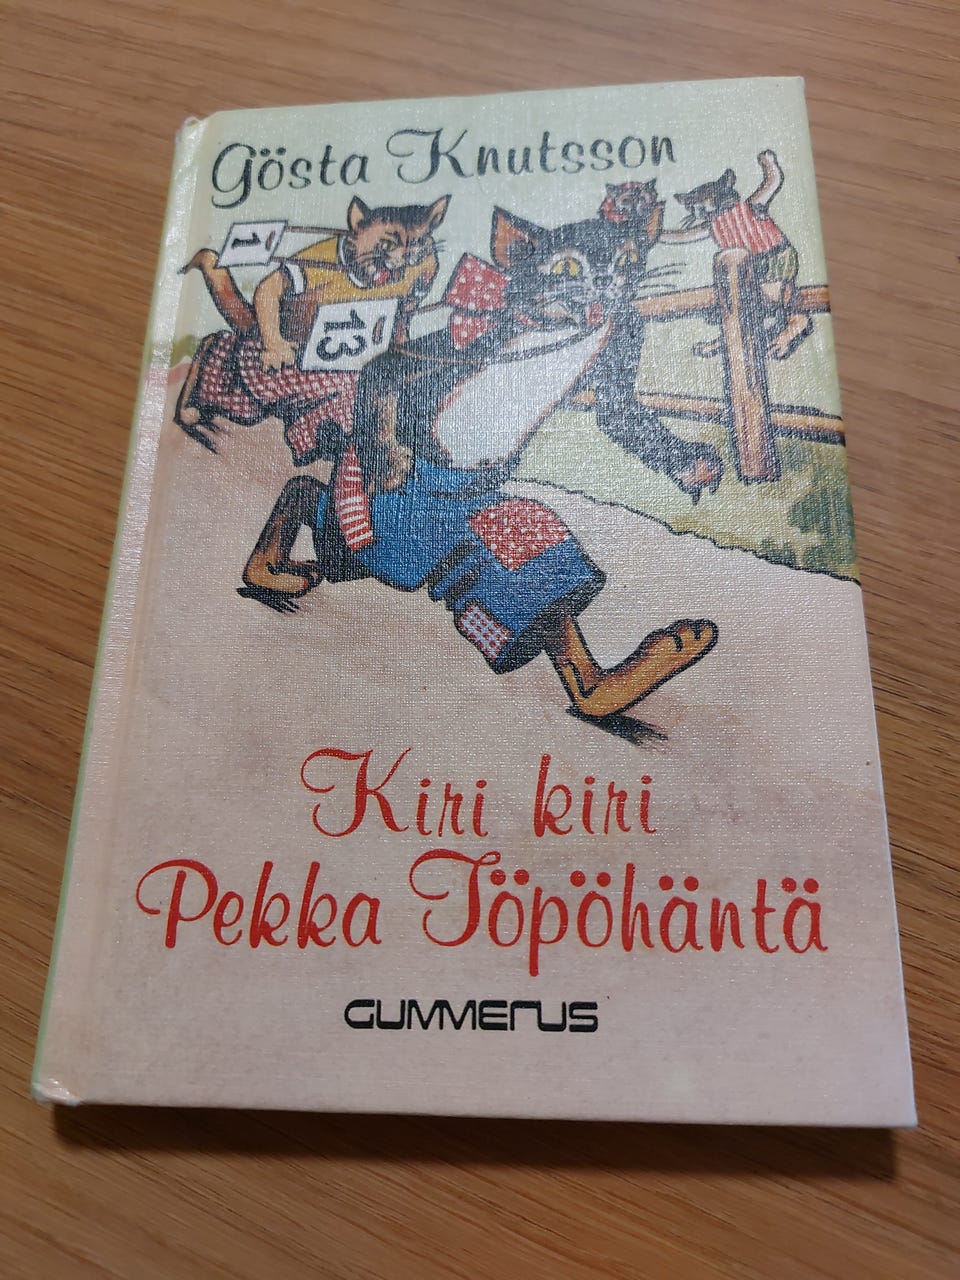 Gösta Knutsson
1
13
Kiri kiri
Pekka Töpöhäntä
GUMMERUS